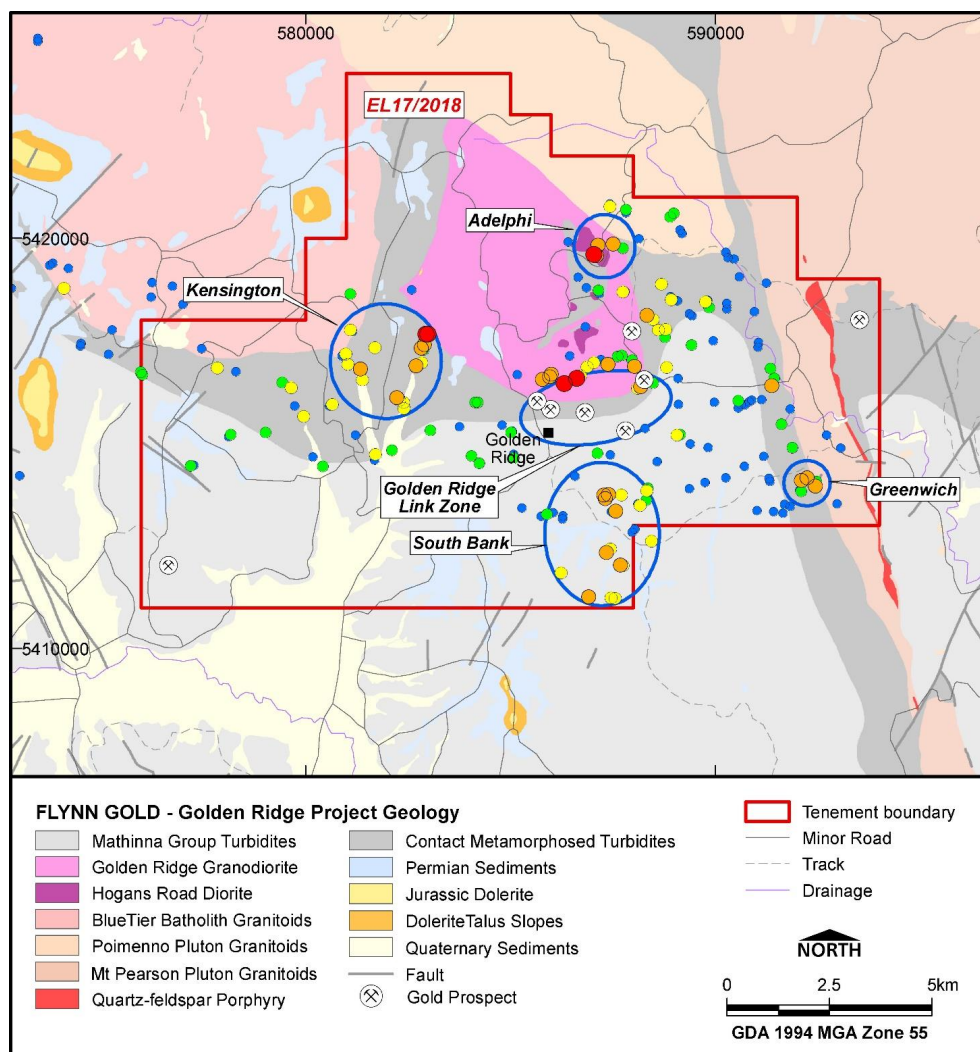 580000
590000
EL17/2018
Adelphi
5420000
Kensington
Golden
Ridge
Golden Ridge
Link Zone
Greenwich
South Bank
5410000
FLYNN GOLD - Golden Ridge Project Geology
Mathinna Group Turbidites
Golden Ridge Granodiorite
Hogans Road Diorite
BlueTier Batholith Granitoids
Poimenno Pluton Granitoids
Mt Pearson Pluton Granitoids
Quartz-feldspar Porphyry
Contact Metamorphosed Turbidites
Permian Sediments
Jurassic Dolerite
DoleriteTalus Slopes
Quaternary Sediments
Fault
Gold Prospect
Tenement boundary
Minor Road
Track
Drainage
NORTH
0 2.5 5km
GDA 1994 MGA Zone 55